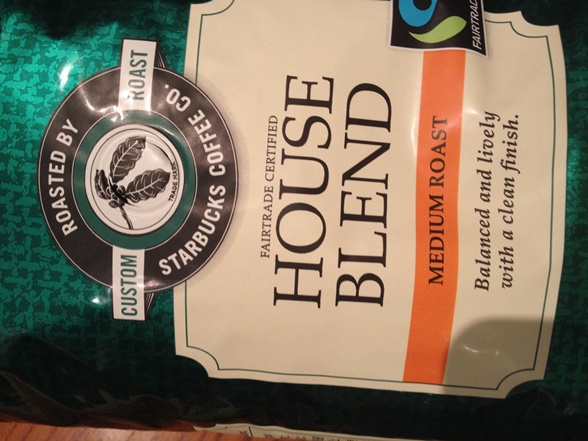 ROASTED BY
STARBUCKS COFFEE CO.
CUSTOM ROAST
TRADE MARK
FAIRTRADE CERTIFIED
HOUSE
BLEND
MEDIUM ROAST
Balanced and lively
with a clean finish.